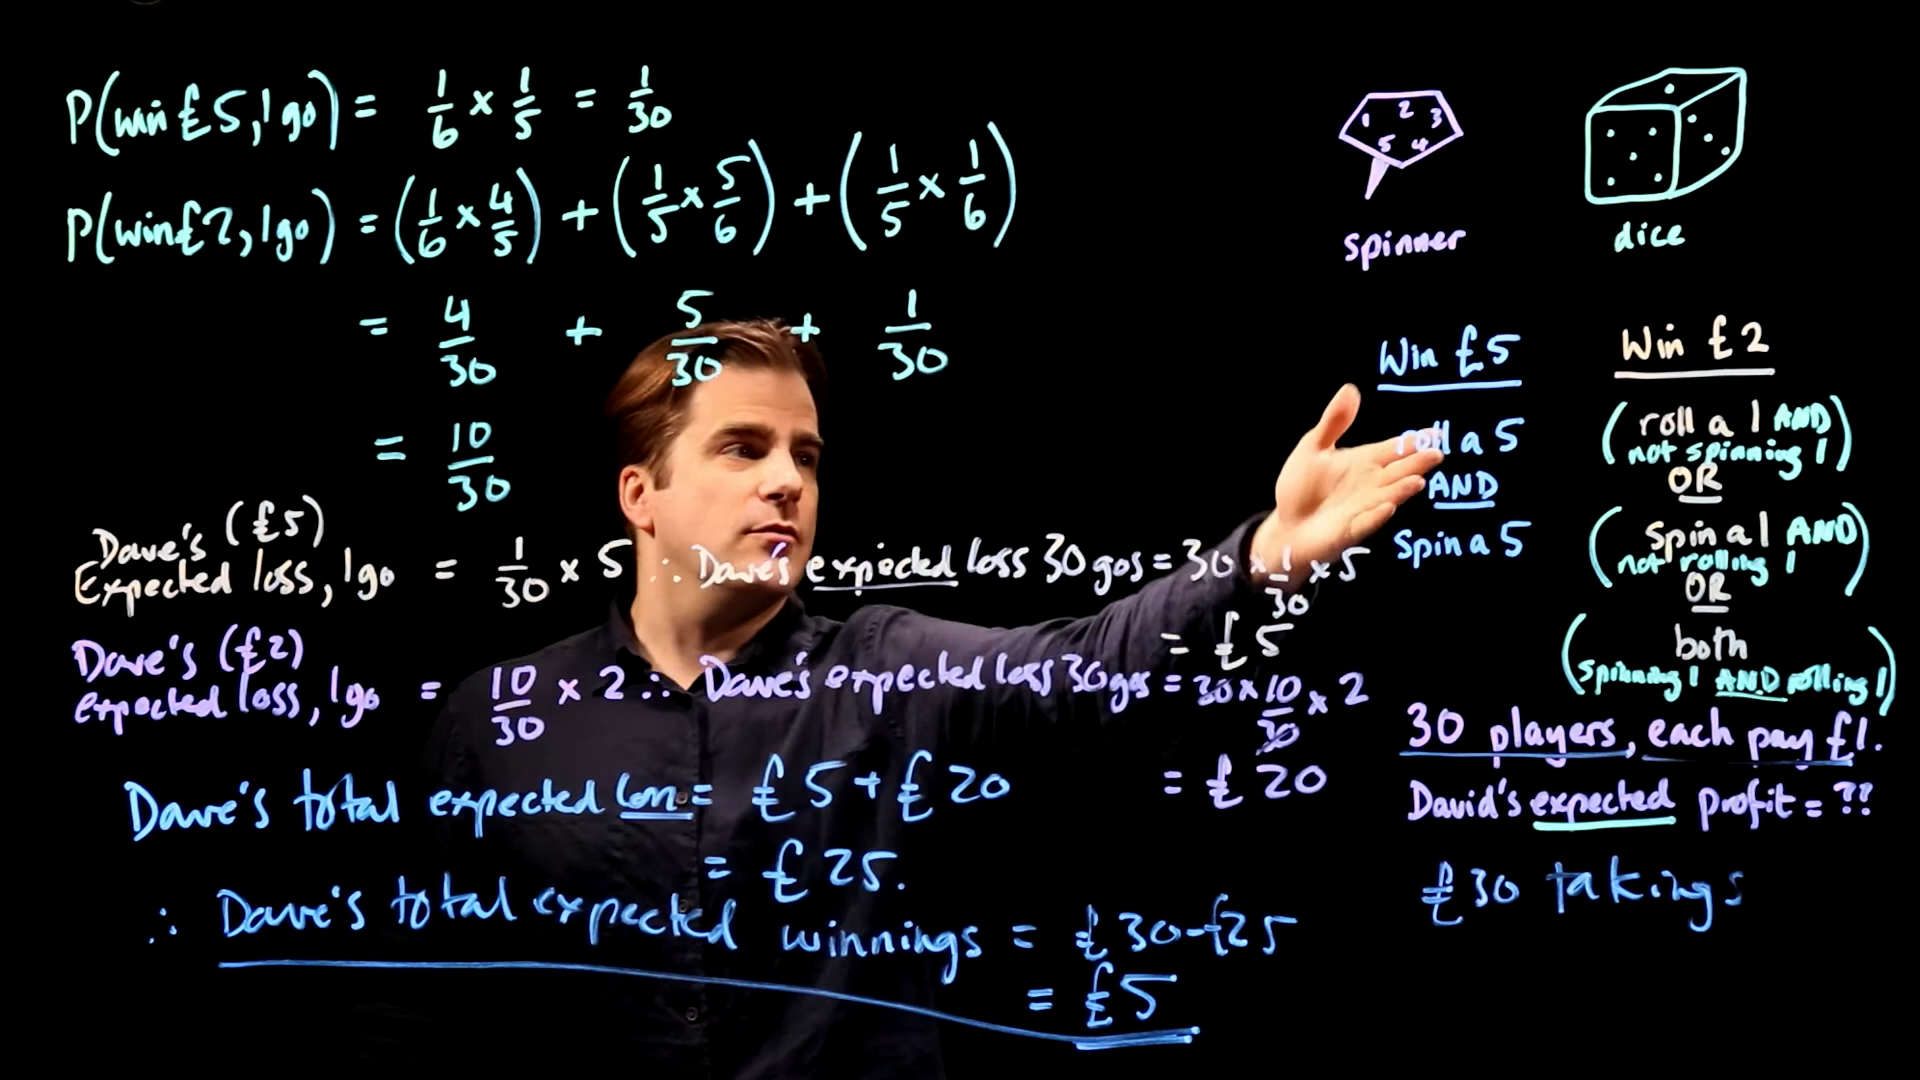 P(win £5, 1 go) = 1/6 × 1/5 = 1/30
P(win £2, 1 go) = (1/6 × 4/5) + (1/5 × 5/6) + (1/5 × 1/6)
= 4/30 + 5/30 + 1/30
= 10/30
Dave's (£5)
Expected loss, 1 go = 1/30 × 5 ∴ Dave's expected loss 30 gos = 30 × 1/30 × 5
= £5
Dave's (£2)
expected loss, 1 go = 10/30 × 2 ∴ Dave's expected loss 30 gos = 30 × 10/30 × 2
= £20
Dave's total expected loss = £5 + £20
= £25.
∴ Dave's total expected winnings = £30 - £25
= £5
1 2 3
5 4
spinner
dice
Win £5
roll a 5
AND
spin a 5
Win £2
(roll a 1 AND
not spinning 1)
OR
(spin a 1 AND
not rolling 1)
OR
(both
spinning 1 AND rolling 1)
30 players, each pay £1.
David's expected profit = ??
£30 takings